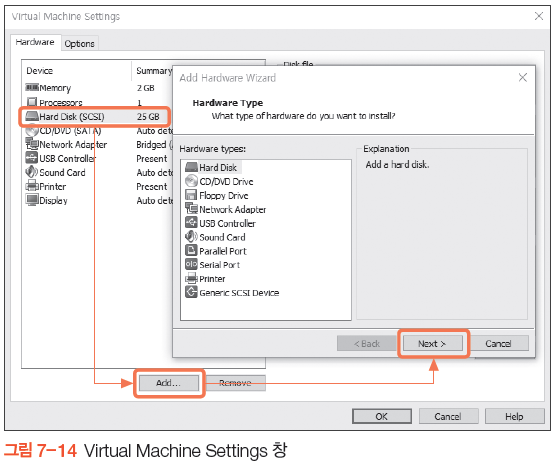 Virtual Machine Settings
Hardware Options
Device Summary
Memory 2 GB
Processors 1
Hard Disk (SCSI) 25 GB
CD/DVD (SATA) Auto dete
Network Adapter Bridged (
USB Controller Present
Sound Card Auto dete
Printer Present
Display Auto dete
Disk file
Add Hardware Wizard
Hardware Type
What type of hardware do you want to install?
Hardware types:
Hard Disk
CD/DVD Drive
Floppy Drive
Network Adapter
USB Controller
Sound Card
Parallel Port
Serial Port
Printer
Generic SCSI Device
Explanation
Add a hard disk.
< Back Next > Cancel
Add... Remove
OK Cancel Help
그림 7-14 Virtual Machine Settings 창